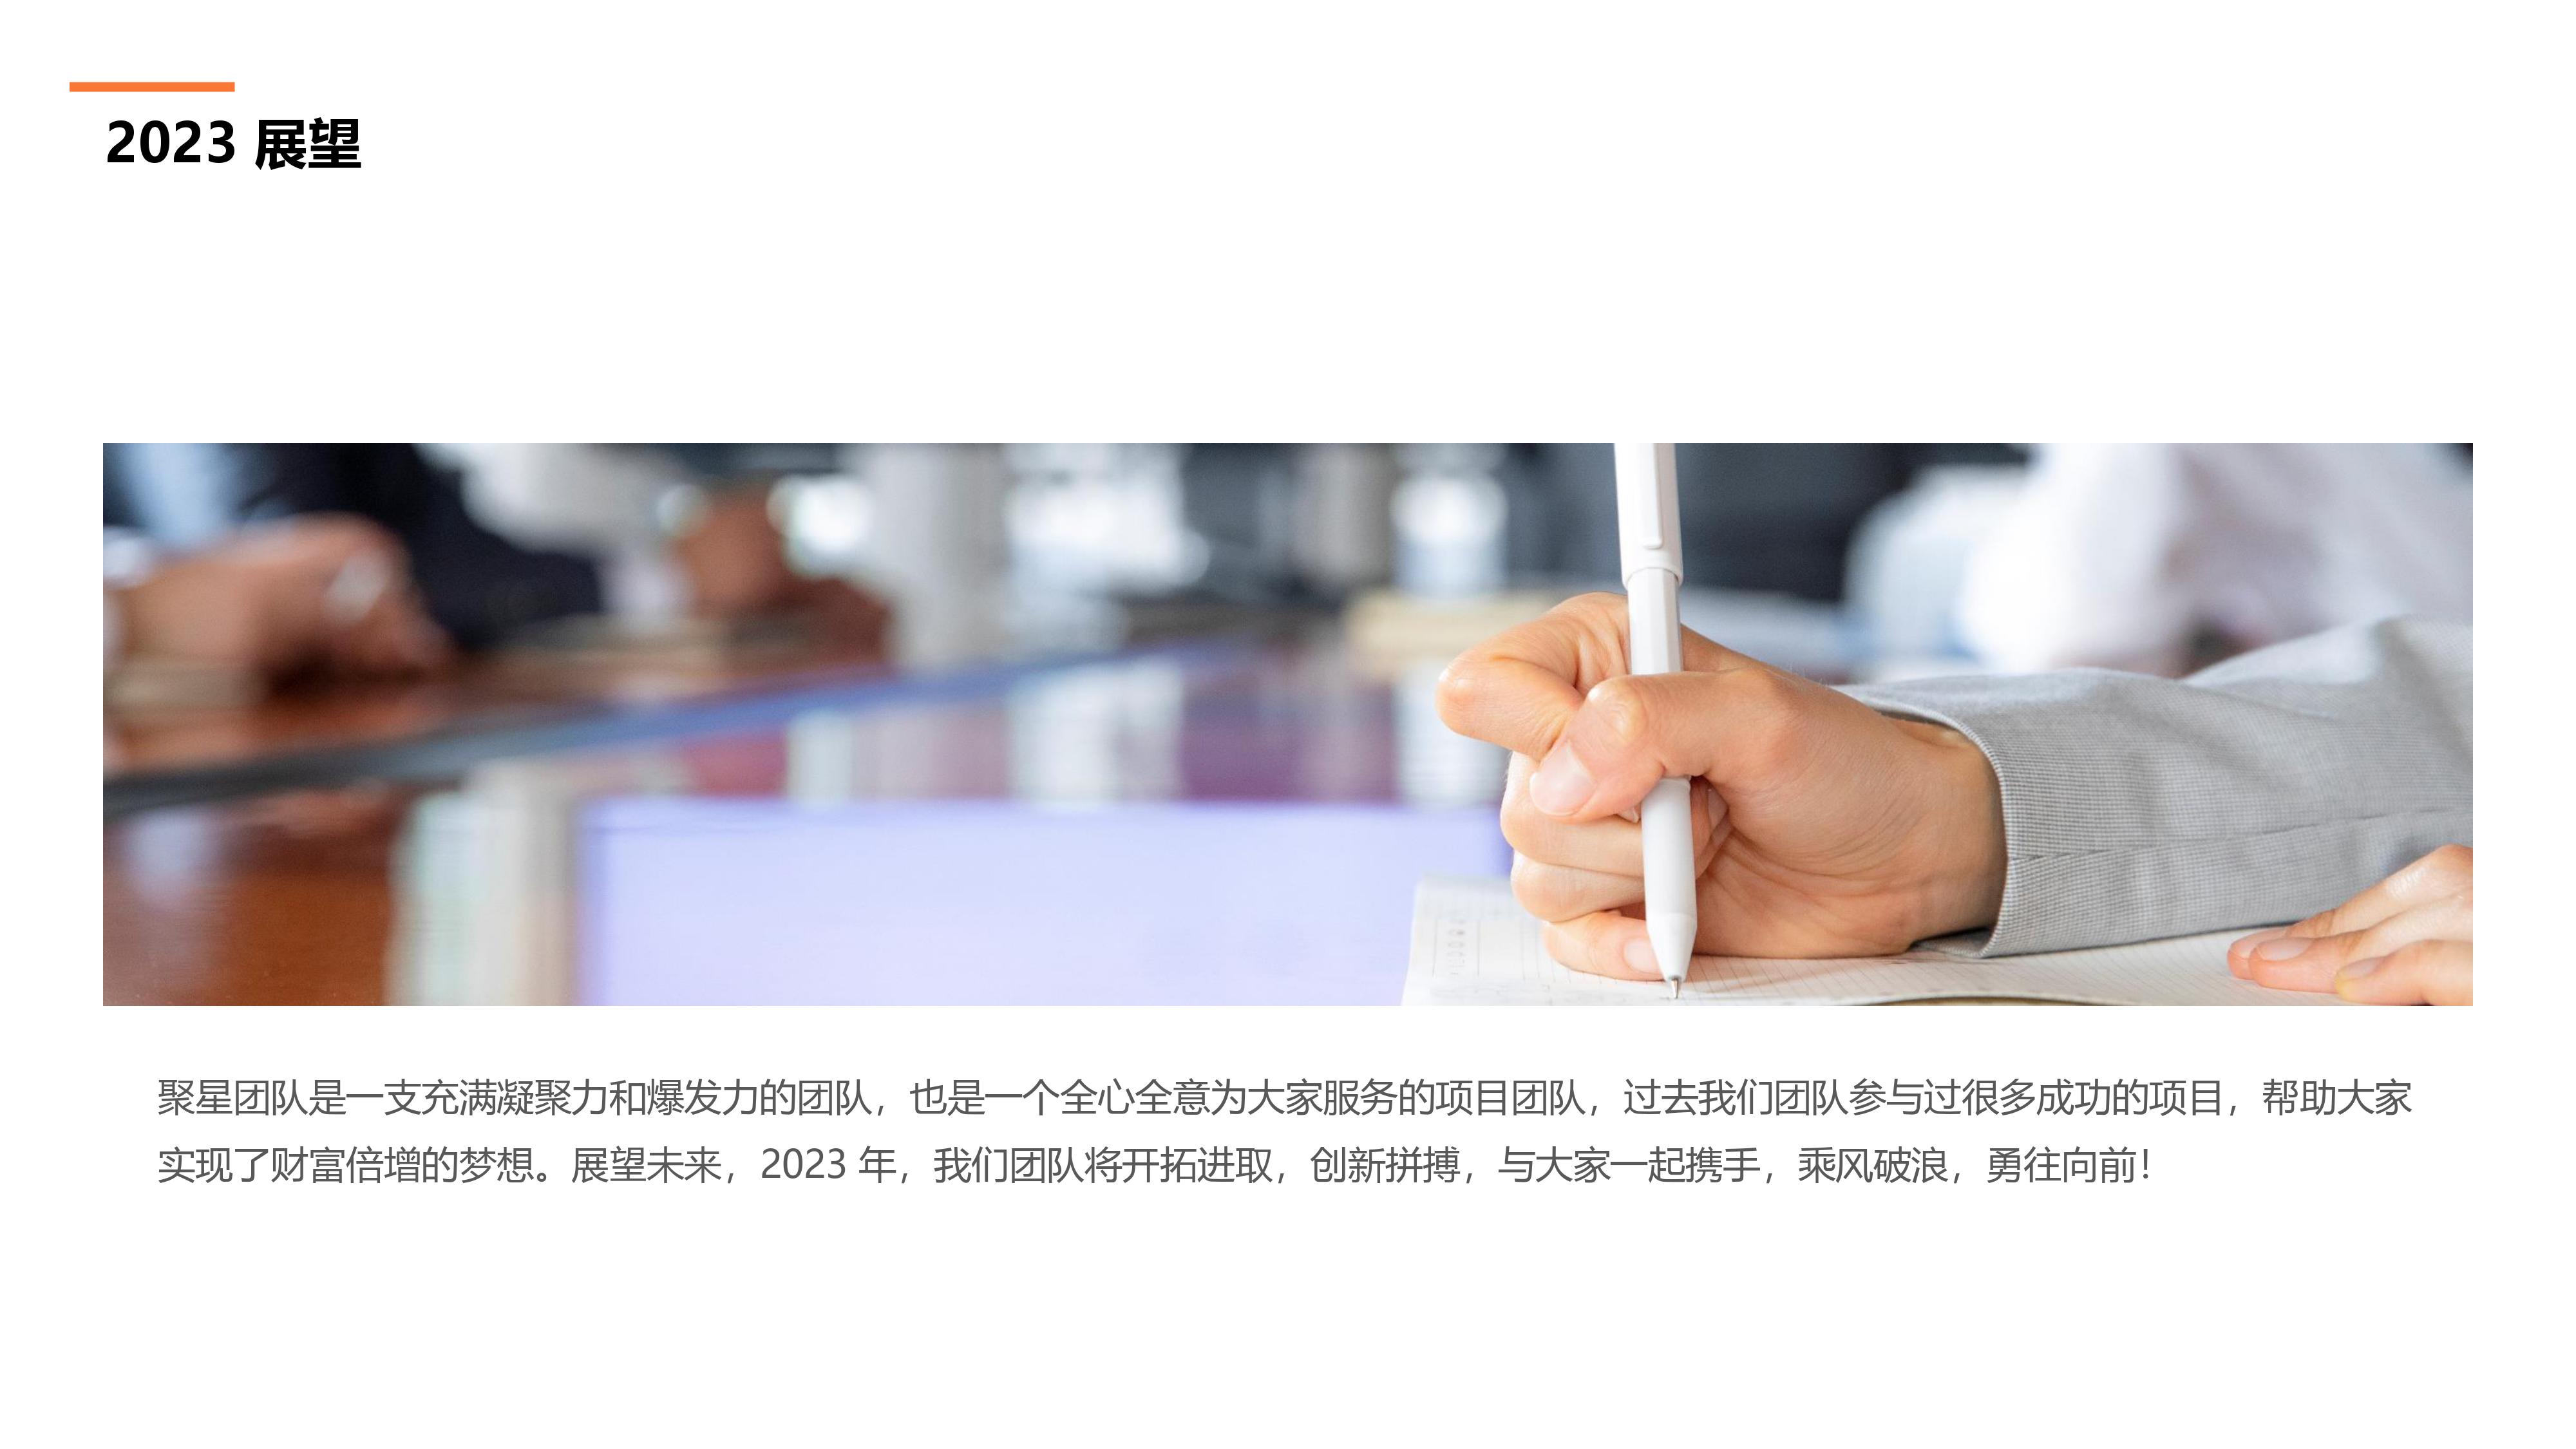 2023 展望
聚星团队是一支充满凝聚力和爆发力的团队，也是一个全心全意为大家服务的项目团队，过去我们团队参与过很多成功的项目，帮助大家
实现了财富倍增的梦想。展望未来，2023 年，我们团队将开拓进取，创新拼搏，与大家一起携手，乘风破浪，勇往向前！